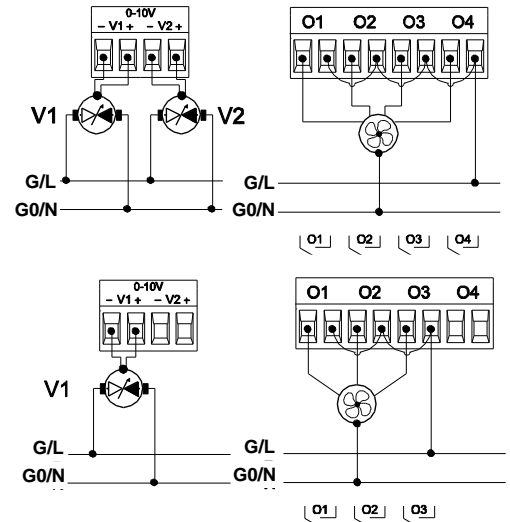 0-10V
– V1 + – V2 +
V1 V2
G/L
G0/N
O1 O2 O3 O4
G/L
G0/N
O1 O2 O3 O4
0-10V
– V1 + – V2 +
V1
G/L
G0/N
O1 O2 O3 O4
G/L
G0/N
O1 O2 O3